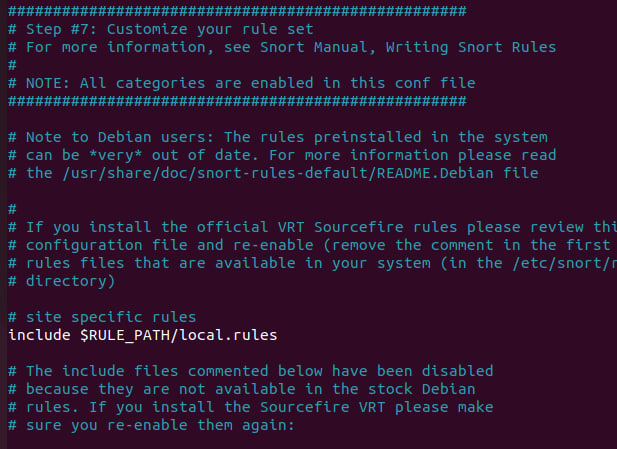 ###################################################
# Step #7: Customize your rule set
# For more information, see Snort Manual, Writing Snort Rules
#
# NOTE: All categories are enabled in this conf file
###################################################
# Note to Debian users: The rules preinstalled in the system
# can be *very* out of date. For more information please read
# the /usr/share/doc/snort-rules-default/README.Debian file
#
# If you install the official VRT Sourcefire rules please review thi
# configuration file and re-enable (remove the comment in the first
# rules files that are available in your system (in the /etc/snort/r
# directory)
# site specific rules
include $RULE_PATH/local.rules
# The include files commented below have been disabled
# because they are not available in the stock Debian
# rules. If you install the Sourcefire VRT please make
# sure you re-enable them again: